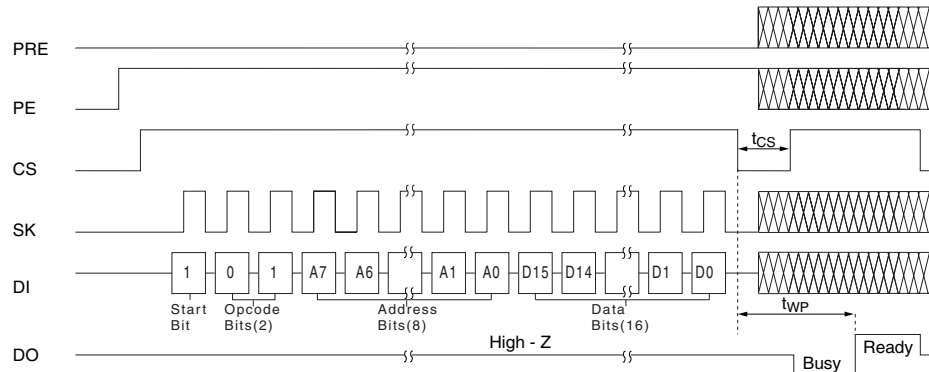 PRE
PE
CS
tCS
SK
DI
1 0 1 A7 A6 A1 A0 D15 D14 D1 D0
Start Bit
Opcode Bits(2)
Address Bits(8)
Data Bits(16)
tWP
DO
High - Z
Busy
Ready